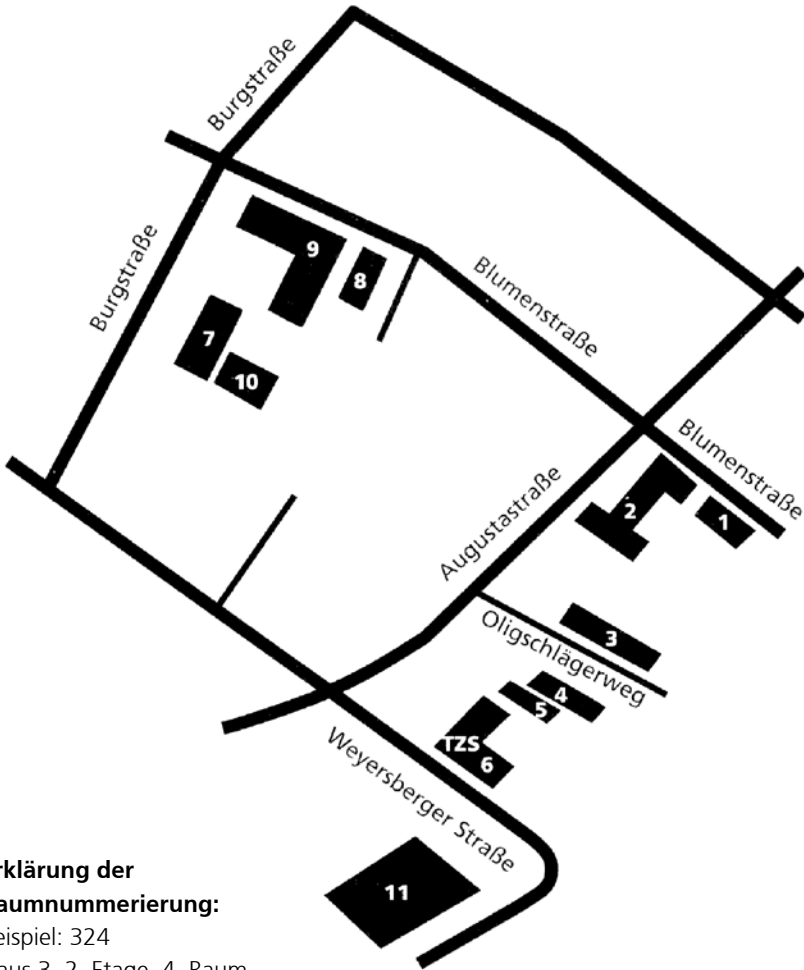 Burgstraße
Burgstraße
9
8
7
10
Blumenstraße
Blumenstraße
2
1
Augustastraße
3
Oligschlägerweg
4
5
TZS
6
Weyersberger Straße
11
rklärung der
aumnummerierung:
eispiel: 324
aus 3, 2. Etage, 4. Raum